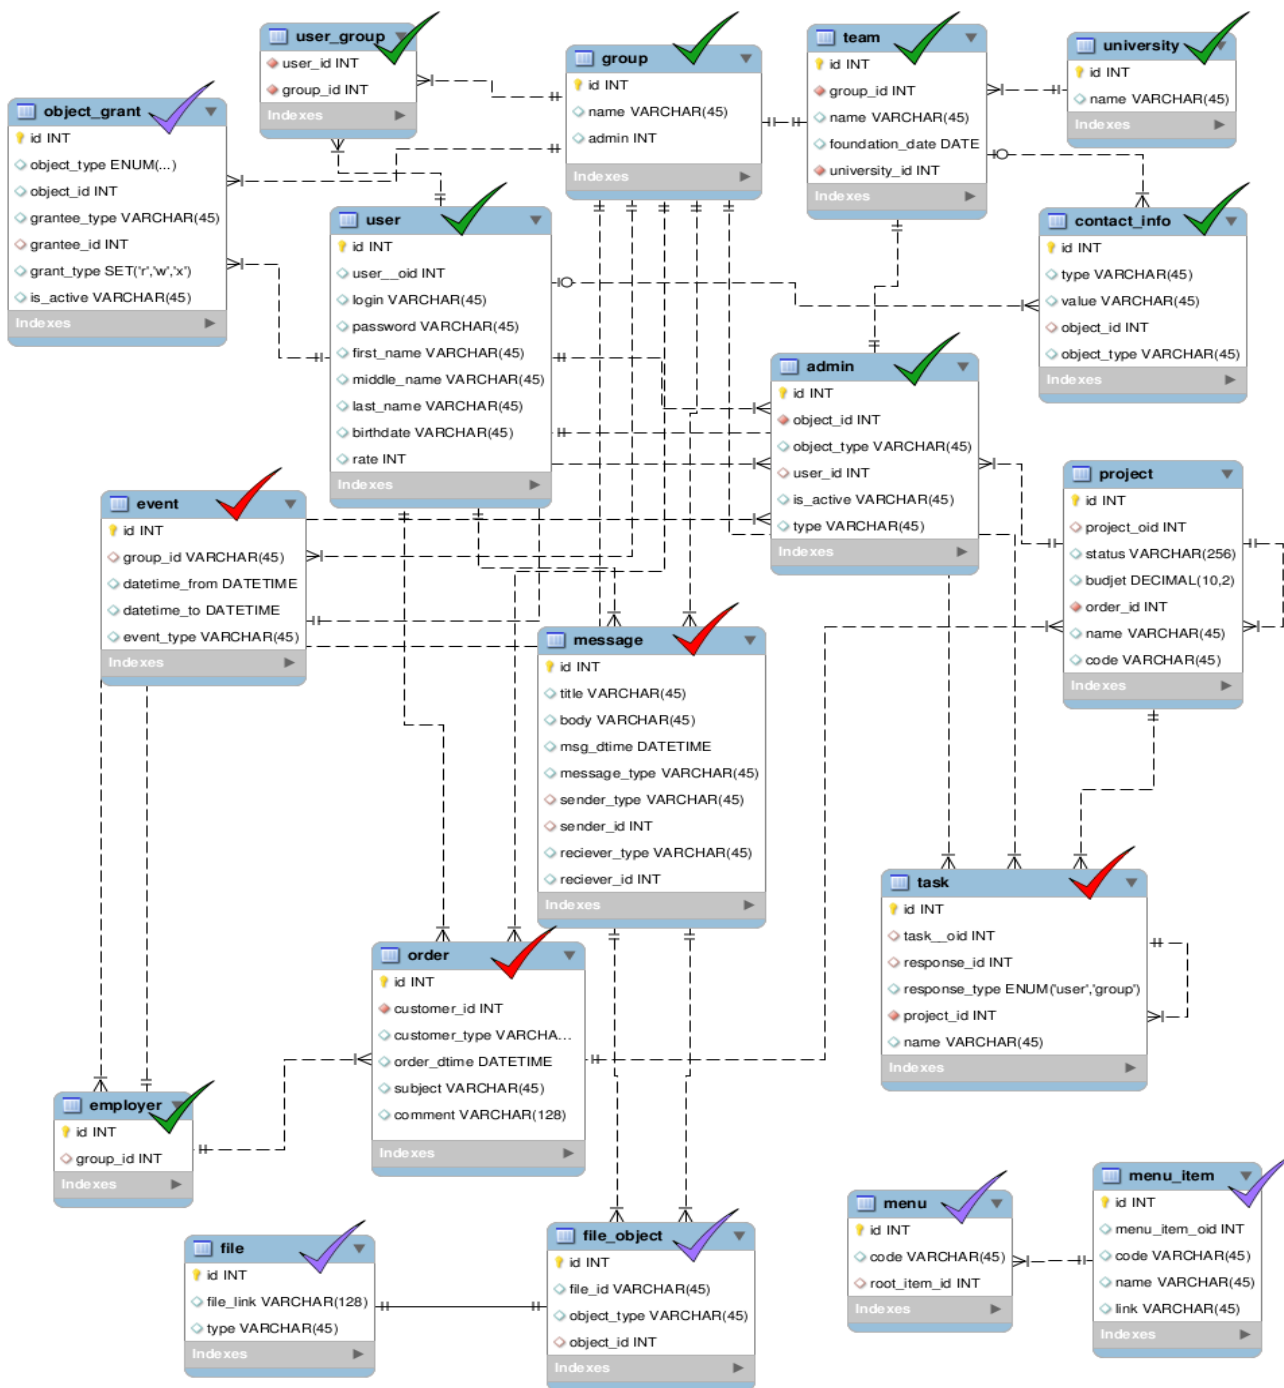 user_group
user_id INT
group_id INT
Indexes
group
id INT
name VARCHAR(45)
admin INT
Indexes
team
id INT
group_id INT
name VARCHAR(45)
foundation_date DATE
university_id INT
Indexes
university
id INT
name VARCHAR(45)
Indexes
object_grant
id INT
object_type ENUM(...)
object_id INT
grantee_type VARCHAR(45)
grantee_id INT
grant_type SET('r','w','x')
is_active VARCHAR(45)
Indexes
user
id INT
user__oid INT
login VARCHAR(45)
password VARCHAR(45)
first_name VARCHAR(45)
middle_name VARCHAR(45)
last_name VARCHAR(45)
birthdate VARCHAR(45)
rate INT
Indexes
contact_info
id INT
type VARCHAR(45)
value VARCHAR(45)
object_id INT
object_type VARCHAR(45)
Indexes
admin
id INT
object_id INT
object_type VARCHAR(45)
user_id INT
is_active VARCHAR(45)
type VARCHAR(45)
Indexes
project
id INT
project_oid INT
status VARCHAR(256)
budjet DECIMAL(10,2)
order_id INT
name VARCHAR(45)
code VARCHAR(45)
Indexes
event
id INT
group_id VARCHAR(45)
datetime_from DATETIME
datetime_to DATETIME
event_type VARCHAR(45)
Indexes
message
id INT
title VARCHAR(45)
body VARCHAR(45)
msg_dtime DATETIME
message_type VARCHAR(45)
sender_type VARCHAR(45)
sender_id INT
reciever_type VARCHAR(45)
reciever_id INT
Indexes
task
id INT
task__oid INT
response_id INT
response_type ENUM('user','group')
project_id INT
name VARCHAR(45)
Indexes
order
id INT
customer_id INT
customer_type VARCHA...
order_dtime DATETIME
subject VARCHAR(45)
comment VARCHAR(128)
Indexes
employer
id INT
group_id INT
Indexes
file
id INT
file_link VARCHAR(128)
type VARCHAR(45)
Indexes
file_object
id INT
file_id VARCHAR(45)
object_type VARCHAR(45)
object_id INT
Indexes
menu
id INT
code VARCHAR(45)
root_item_id INT
Indexes
menu_item
id INT
menu_item_oid INT
code VARCHAR(45)
name VARCHAR(45)
link VARCHAR(45)
Indexes